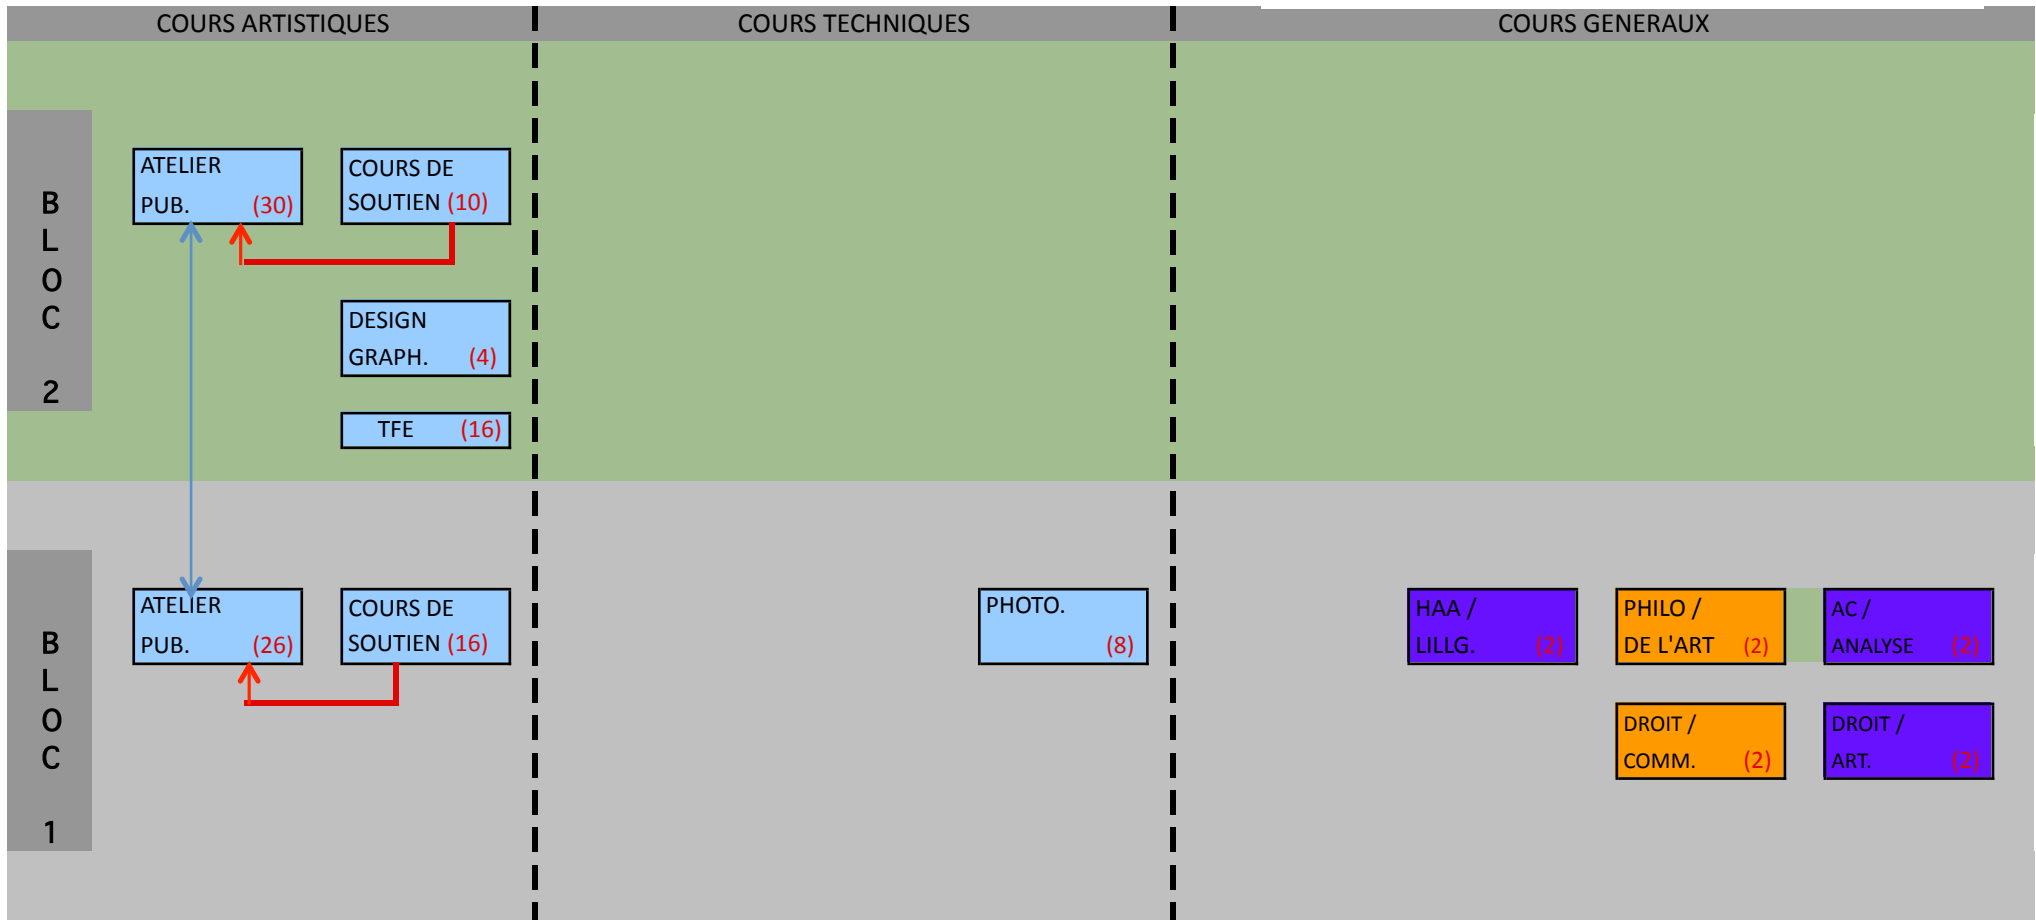 COURS ARTISTIQUES
COURS TECHNIQUES
COURS GENERAUX
B
L
O
C
2
ATELIER
PUB. (30)
COURS DE
SOUTIEN (10)
DESIGN
GRAPH. (4)
TFE (16)
B
L
O
C
1
ATELIER
PUB. (26)
COURS DE
SOUTIEN (16)
PHOTO.
(8)
HAA /
LILLG. (2)
PHILO /
DE L'ART (2)
AC /
ANALYSE (2)
DROIT /
COMM. (2)
DROIT /
ART. (2)